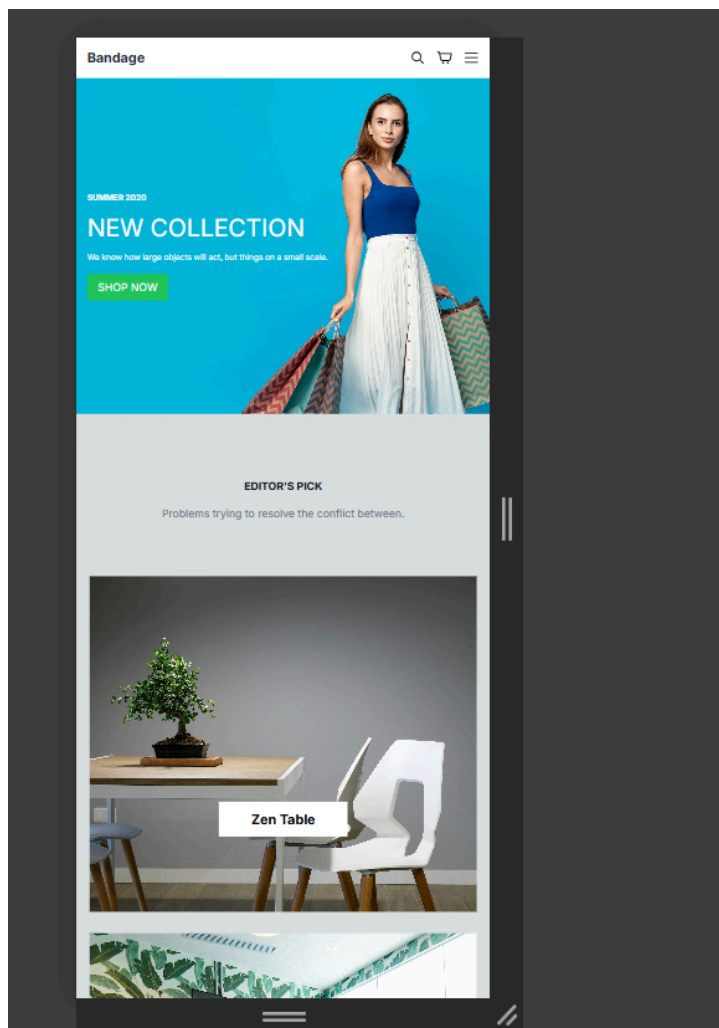 Bandage
SUMMER 2020
NEW COLLECTION
We know how large objects will act, but things on a small scale.
SHOP NOW
EDITOR'S PICK
Problems trying to resolve the conflict between.
Zen Table